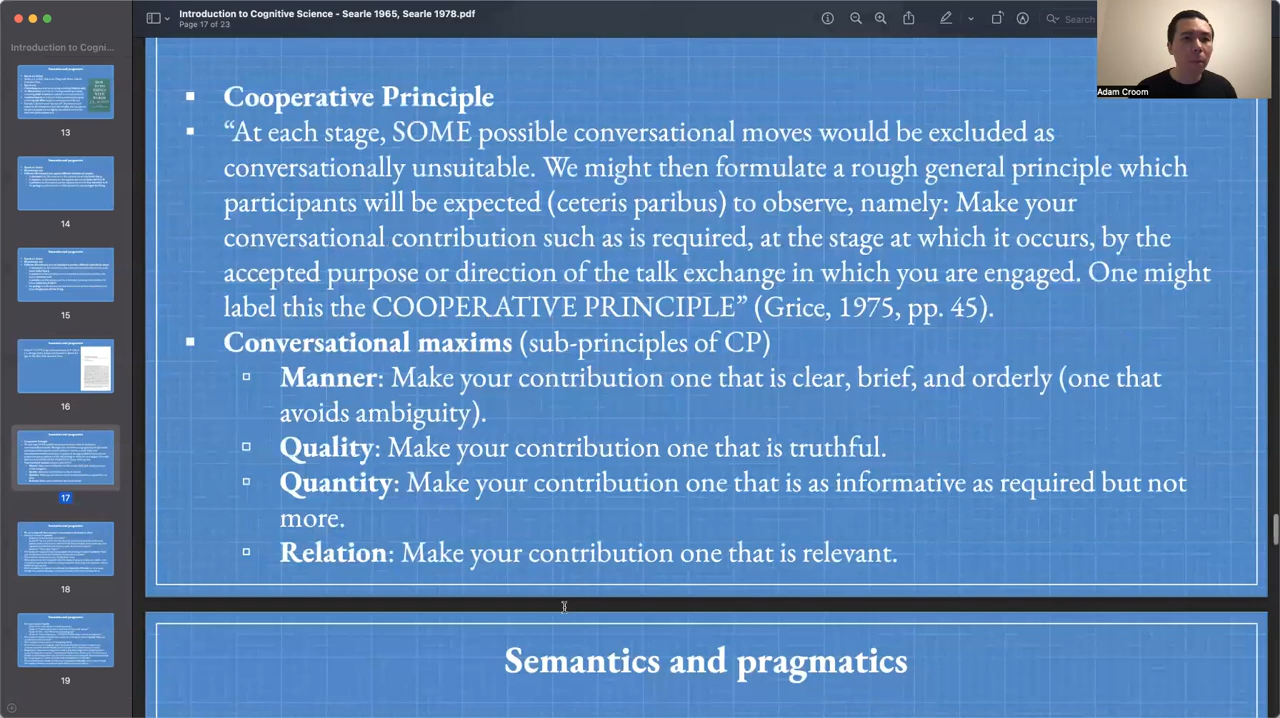 Introduction to Cognitive Science - Searle 1965, Searle 1978.pdf
Page 17 of 23
Search
Introduction to Cogni...
Adam Croom
13
14
15
16
17
18
19
Cooperative Principle
“At each stage, SOME possible conversational moves would be excluded as
conversationally unsuitable. We might then formulate a rough general principle which
participants will be expected (ceteris paribus) to observe, namely: Make your
conversational contribution such as is required, at the stage at which it occurs, by the
accepted purpose or direction of the talk exchange in which you are engaged. One might
label this the COOPERATIVE PRINCIPLE” (Grice, 1975, pp. 45).
Conversational maxims (sub-principles of CP)
Manner: Make your contribution one that is clear, brief, and orderly (one that
avoids ambiguity).
Quality: Make your contribution one that is truthful.
Quantity: Make your contribution one that is as informative as required but not
more.
Relation: Make your contribution one that is relevant.
Semantics and pragmatics